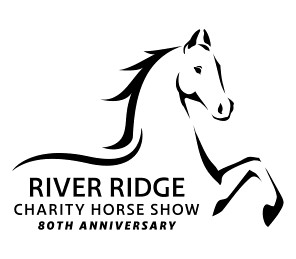 RIVER RIDGE
CHARITY HORSE SHOW
80TH ANNIVERSARY